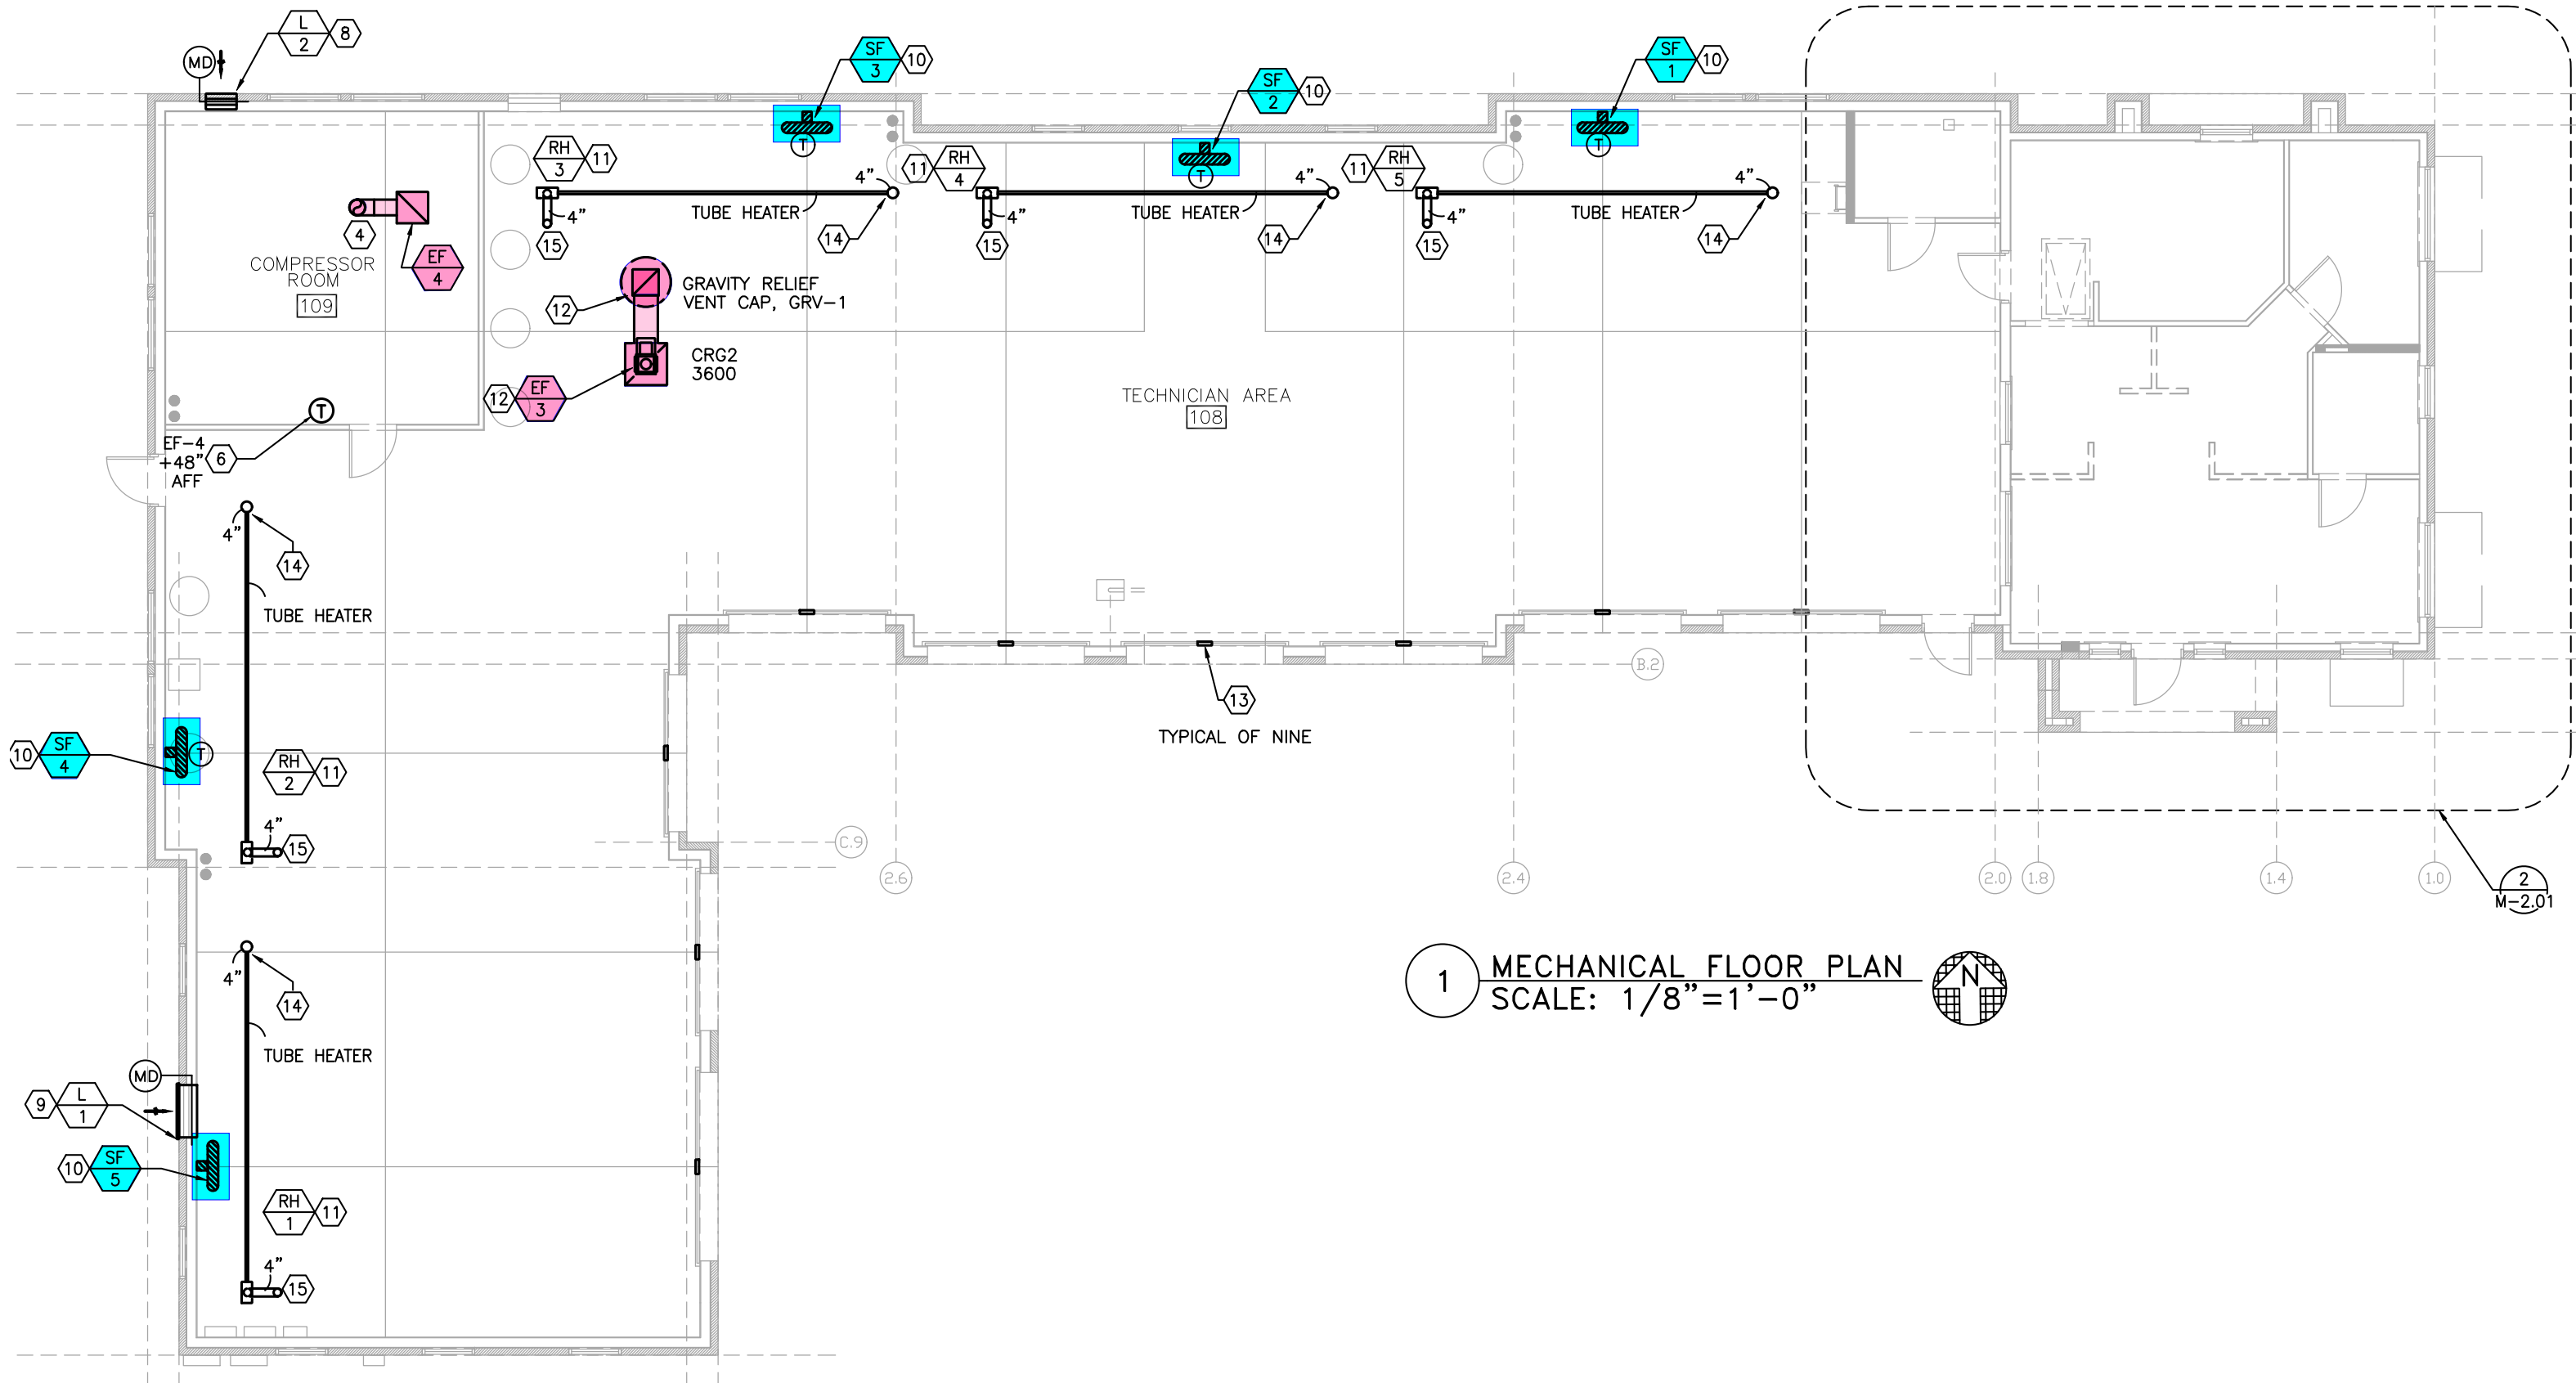 L
2
8
MD
SF
3
10
SF
2
10
SF
1
10
RH
3
11
4"
TUBE HEATER
4"
15
14
T
11
RH
4
4"
TUBE HEATER
4"
15
14
T
11
RH
5
4"
TUBE HEATER
4"
15
14
T
4
EF
4
COMPRESSOR
ROOM
109
GRAVITY RELIEF
VENT CAP, GRV-1
12
CRG2
3600
12
EF
3
TECHNICIAN AREA
108
T
EF-4
+48"
AFF
6
4"
14
TUBE HEATER
13
TYPICAL OF NINE
B.2
10
SF
4
T
RH
2
11
4"
15
C.9
2.6
2.4
2.0
1.8
1.4
1.0
2
M-2.01
4"
14
TUBE HEATER
MD
9
L
1
10
SF
5
RH
1
11
4"
15
1
MECHANICAL FLOOR PLAN
SCALE: 1/8"=1'-0"
N